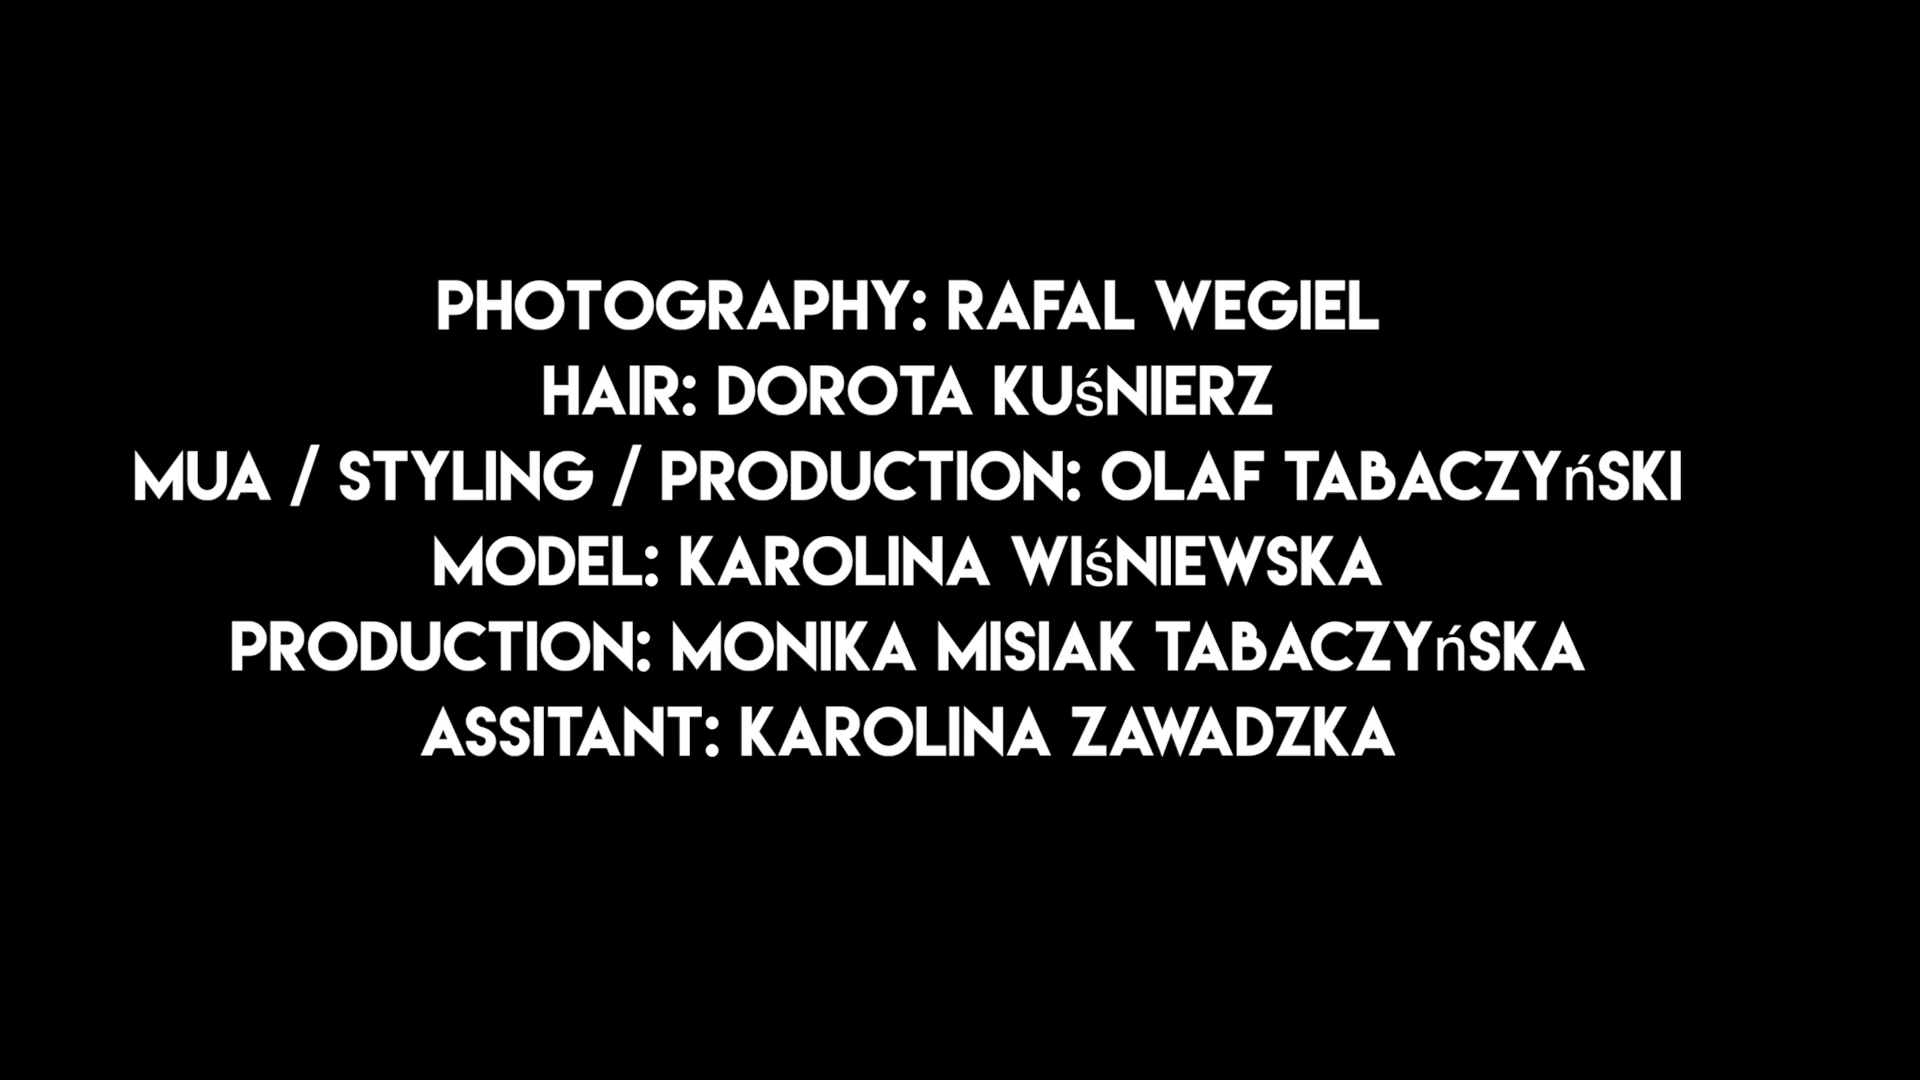 PHOTOGRAPHY: RAFAL WEGIEL
HAIR: DOROTA KUśNIERZ
MUA / STYLING / PRODUCTION: OLAF TABACZYńSKI
MODEL: KAROLINA WIśNIEWSKA
PRODUCTION: MONIKA MISIAK TABACZYńSKA
ASSITANT: KAROLINA ZAWADZKA